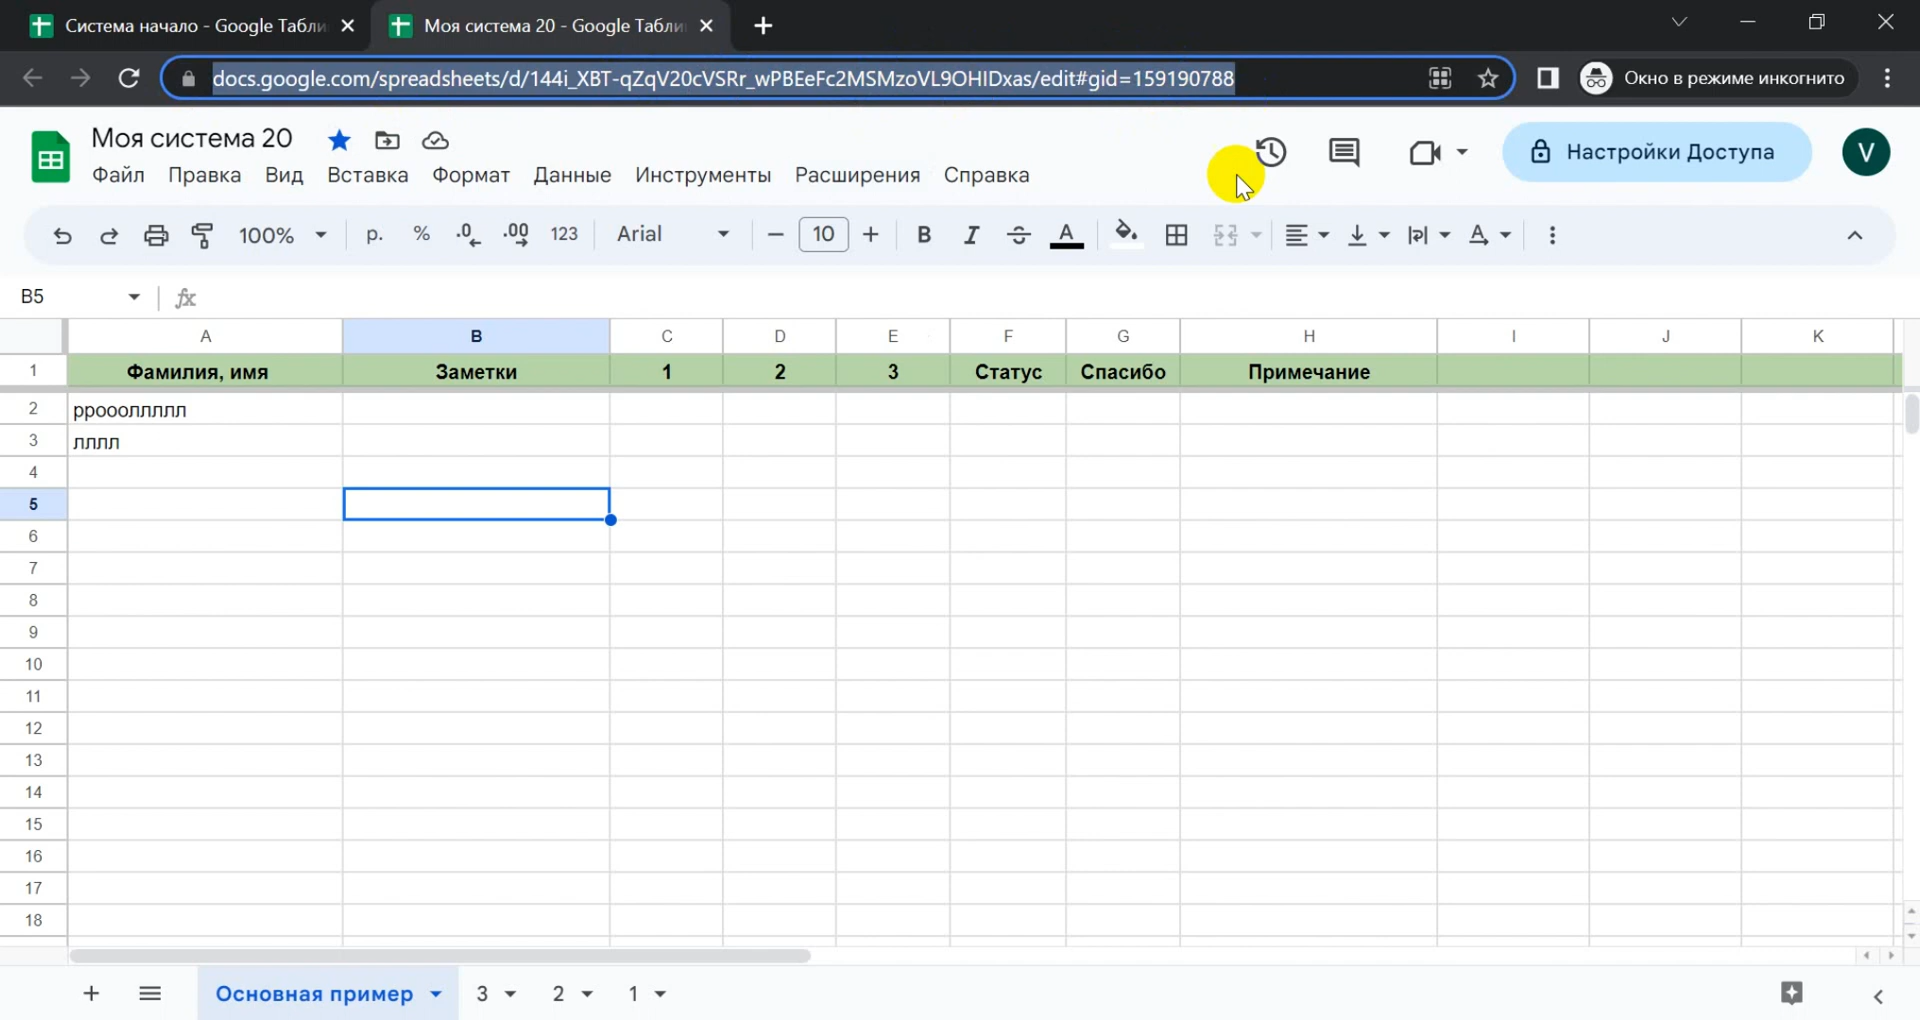 Система начало - Google Табли
Моя система 20 - Google Табли
docs.google.com/spreadsheets/d/144i_XBT-qZqV20cVSRr_wPBEeFc2MSMzoVL9OHIDxas/edit#gid=159190788
Окно в режиме инкогнито
Моя система 20
Настройки Доступа
V
Файл Правка Вид Вставка Формат Данные Инструменты Расширения Справка
100% р. % .0 .00 123 Arial 10 B I S A A
B5 fx
A B C D E F G H I J K
1 Фамилия, имя Заметки 1 2 3 Статус Спасибо Примечание
2 ррооолллллл
3 лллл
4
5
6
7
8
9
10
11
12
13
14
15
16
17
18
Основная пример 3 2 1